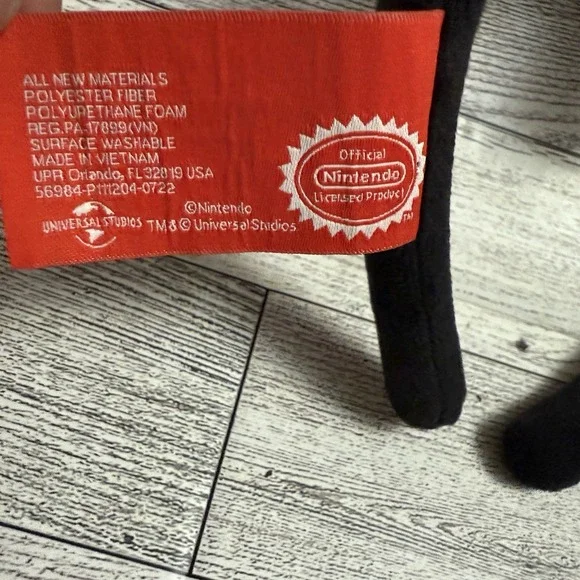 ALL NEW MATERIALS
POLYESTER FIBER
POLYURETHANE FOAM
REG.PA-17899(VN)
SURFACE WASHABLE
MADE IN VIETNAM
UPR Orlando, FL 32819 USA
56984-P111204-0722
©Nintendo
UNIVERSAL STUDIOS TM & © Universal Studios
Official
Nintendo
Licensed Product
TM